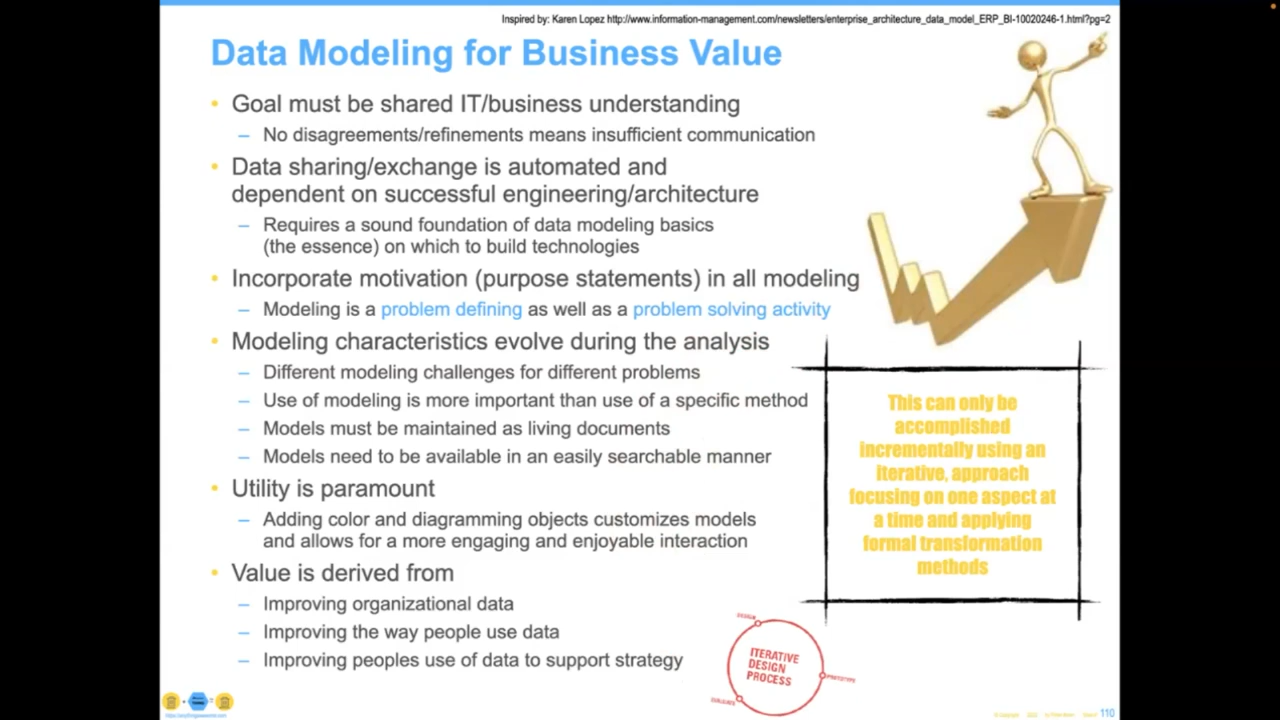 Inspired by: Karen Lopez http://www.information-management.com/newsletters/enterprise_architecture_data_model_ERP_BI-10020246-1.html?pg=2
Data Modeling for Business Value
• Goal must be shared IT/business understanding
– No disagreements/refinements means insufficient communication
• Data sharing/exchange is automated and
dependent on successful engineering/architecture
– Requires a sound foundation of data modeling basics
(the essence) on which to build technologies
• Incorporate motivation (purpose statements) in all modeling
– Modeling is a problem defining as well as a problem solving activity
• Modeling characteristics evolve during the analysis
– Different modeling challenges for different problems
– Use of modeling is more important than use of a specific method
– Models must be maintained as living documents
– Models need to be available in an easily searchable manner
• Utility is paramount
– Adding color and diagramming objects customizes models
and allows for a more engaging and enjoyable interaction
• Value is derived from
– Improving organizational data
– Improving the way people use data
– Improving peoples use of data to support strategy
This can only be
accomplished
incrementally using an
iterative, approach
focusing on one aspect at
a time and applying
formal transformation
methods
DESIGN
ITERATIVE
DESIGN
PROCESS
PROTOTYPE
EVALUATE
110